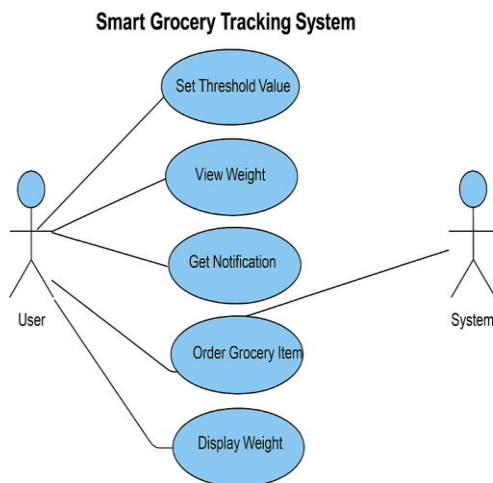 Smart Grocery Tracking System
Set Threshold Value
View Weight
Get Notification
User
System
Order Grocery Item
Display Weight